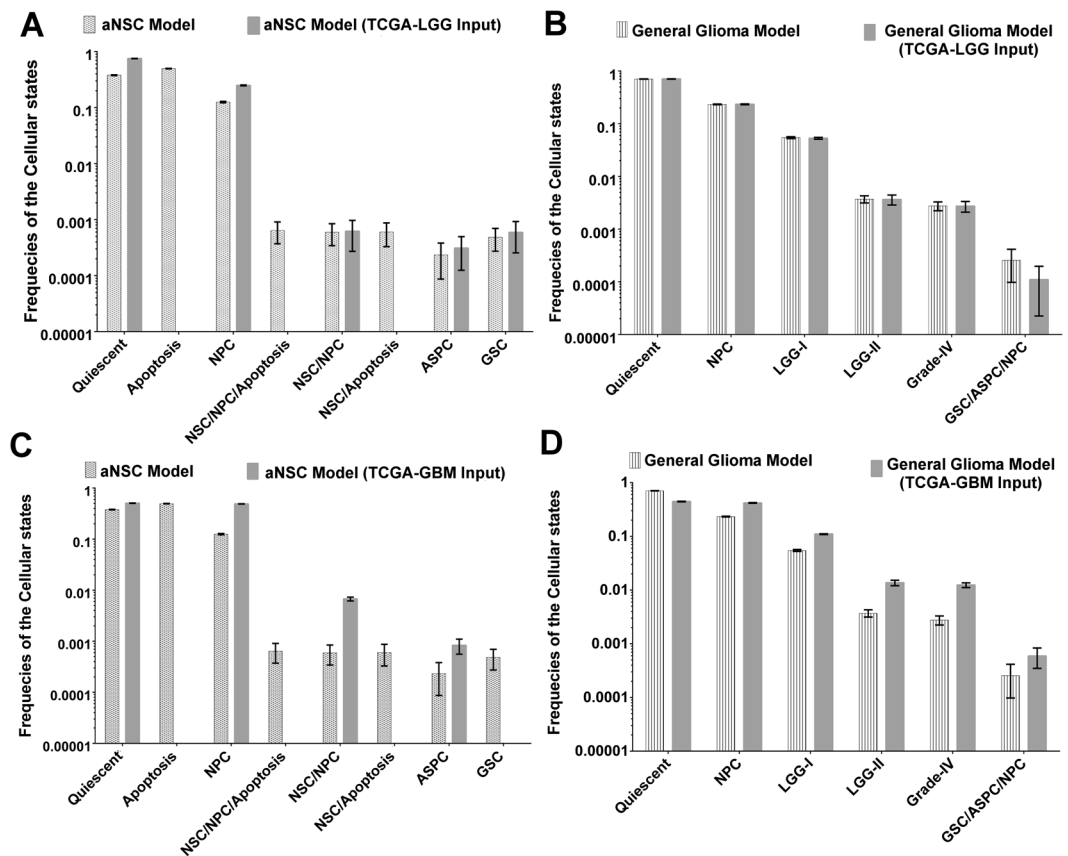 A
aNSC Model
aNSC Model (TCGA-LGG Input)
Frequecies of the Cellular states
1
0.1
0.01
0.001
0.0001
0.00001
Quiescent
Apoptosis
NPC
NSC/NPC/Apoptosis
NSC/NPC
NSC/Apoptosis
ASPC
GSC
B
General Glioma Model
General Glioma Model
(TCGA-LGG Input)
Frequecies of the Cellular states
1
0.1
0.01
0.001
0.0001
0.00001
Quiescent
NPC
LGG-I
LGG-II
Grade-IV
GSC/ASPC/NPC
C
aNSC Model
aNSC Model (TCGA-GBM Input)
Frequecies of the Cellular states
1
0.1
0.01
0.001
0.0001
0.00001
Quiescent
Apoptosis
NPC
NSC/NPC/Apoptosis
NSC/NPC
NSC/Apoptosis
ASPC
GSC
D
General Glioma Model
General Glioma Model
(TCGA-GBM Input)
Frequecies of the Cellular states
1
0.1
0.01
0.001
0.0001
0.00001
Quiescent
NPC
LGG-I
LGG-II
Grade-IV
GSC/ASPC/NPC